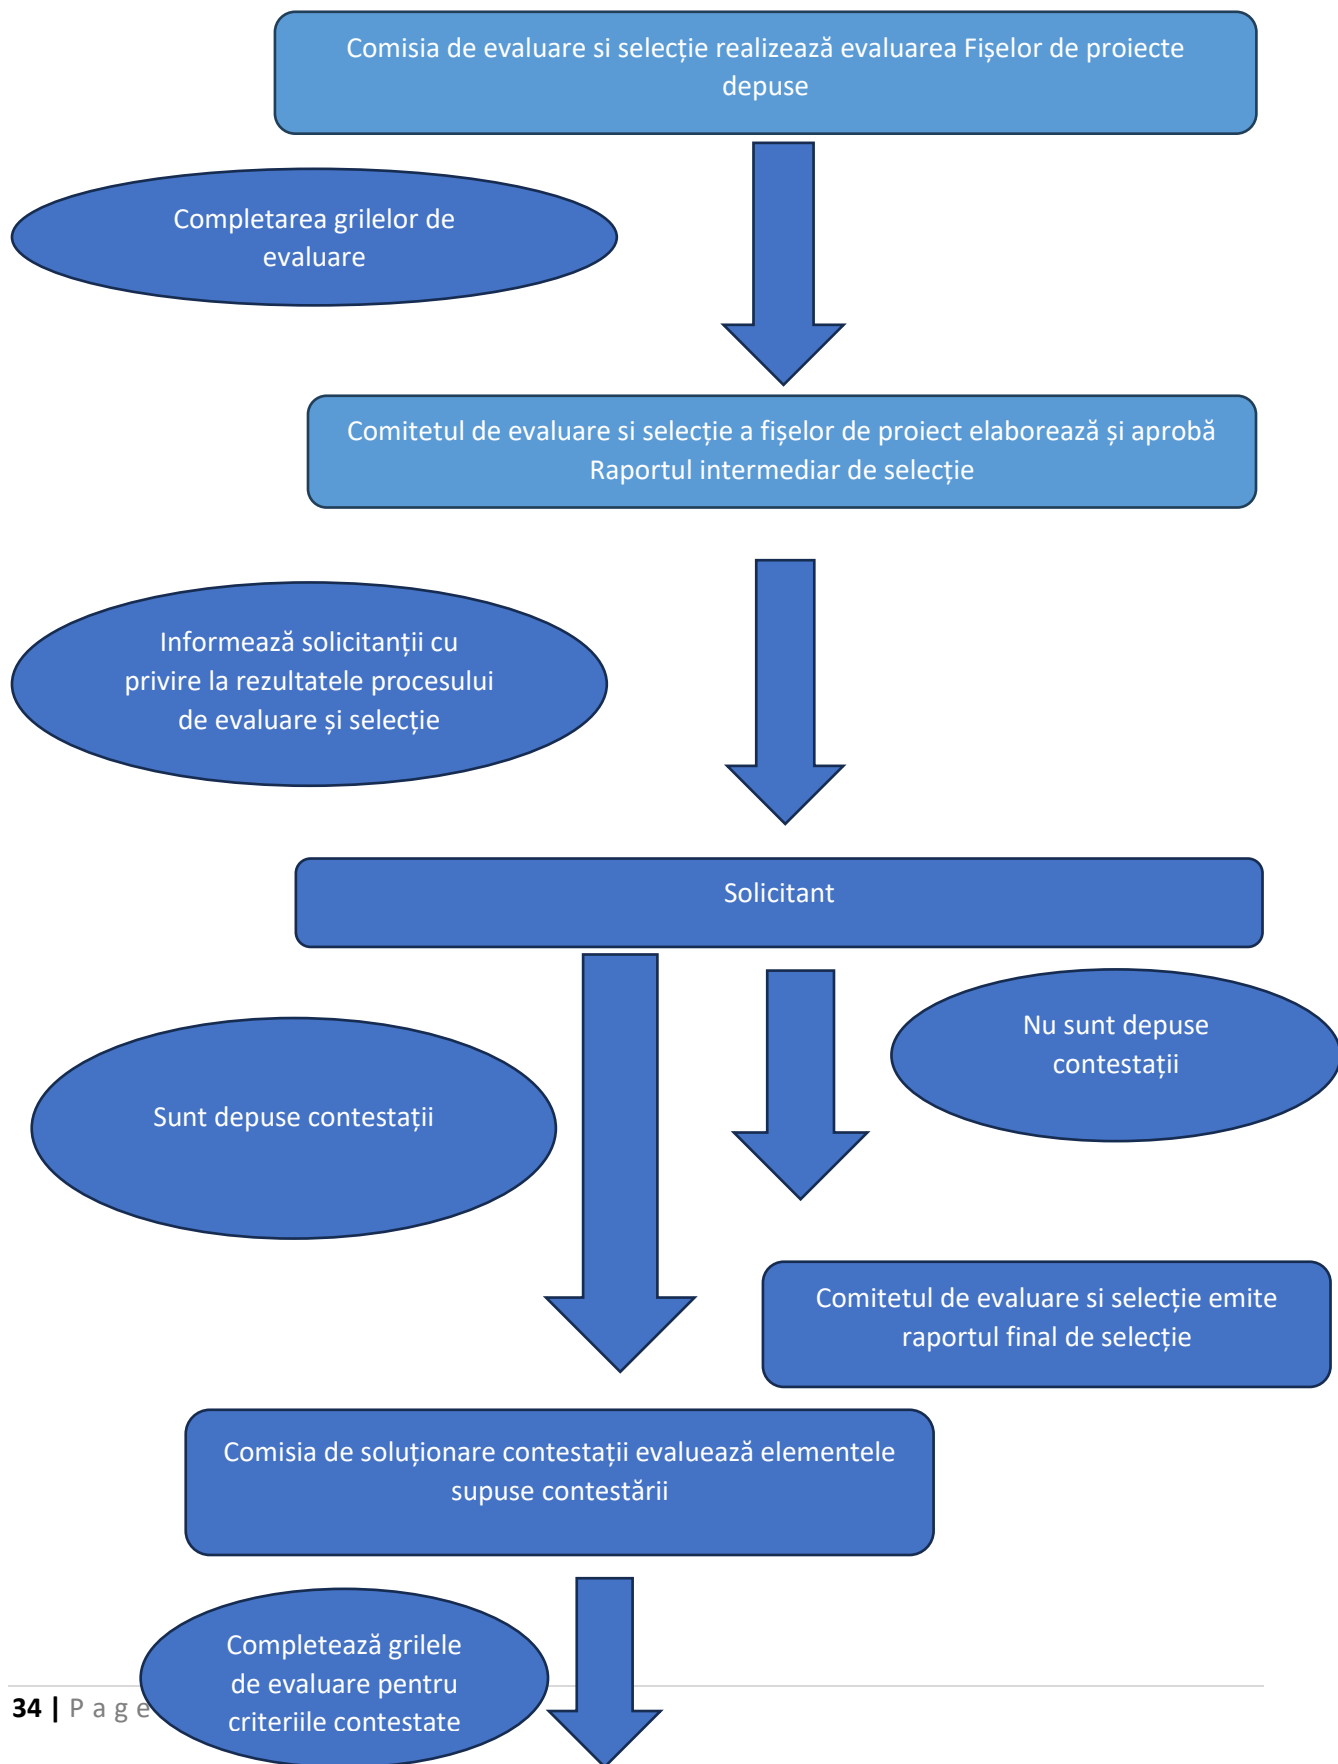 Comisia de evaluare si selecție realizează evaluarea Fișelor de proiecte
depuse
Completarea grilelor de
evaluare
Comitetul de evaluare si selecție a fișelor de proiect elaborează și aprobă
Raportul intermediar de selecție
Informează solicitanții cu
privire la rezultatele procesului
de evaluare și selecție
Solicitant
Nu sunt depuse
contestații
Sunt depuse contestații
Comitetul de evaluare si selecție emite
raportul final de selecție
Comisia de soluționare contestații evaluează elementele
supuse contestării
Completează grilele
de evaluare pentru
criteriile contestate
34 | Page